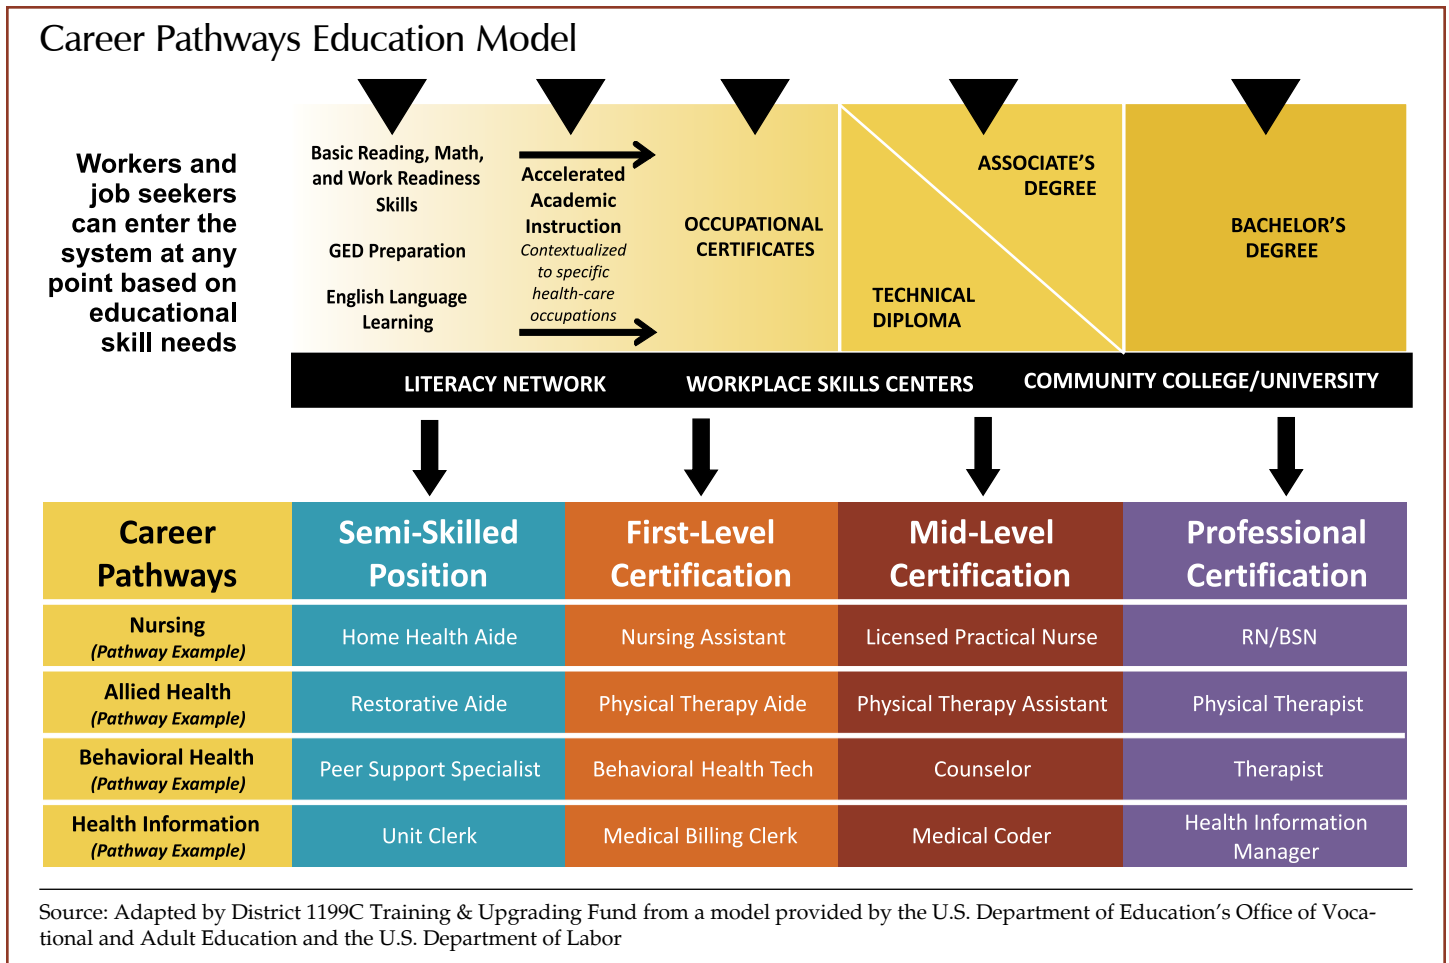 Career Pathways Education Model
Workers and
job seekers
can enter the
system at any
point based on
educational
skill needs
Basic Reading, Math,
and Work Readiness
Skills
GED Preparation
English Language
Learning
Accelerated
Academic
Instruction
Contextualized
to specific
health-care
occupations
OCCUPATIONAL
CERTIFICATES
ASSOCIATE'S
DEGREE
TECHNICAL
DIPLOMA
BACHELOR'S
DEGREE
LITERACY NETWORK
WORKPLACE SKILLS CENTERS
COMMUNITY COLLEGE/UNIVERSITY
Career
Pathways
Semi-Skilled
Position
First-Level
Certification
Mid-Level
Certification
Professional
Certification
Nursing
(Pathway Example)
Home Health Aide
Nursing Assistant
Licensed Practical Nurse
RN/BSN
Allied Health
(Pathway Example)
Restorative Aide
Physical Therapy Aide
Physical Therapy Assistant
Physical Therapist
Behavioral Health
(Pathway Example)
Peer Support Specialist
Behavioral Health Tech
Counselor
Therapist
Health Information
(Pathway Example)
Unit Clerk
Medical Billing Clerk
Medical Coder
Health Information
Manager
Source: Adapted by District 1199C Training & Upgrading Fund from a model provided by the U.S. Department of Education's Office of Voca-
tional and Adult Education and the U.S. Department of Labor